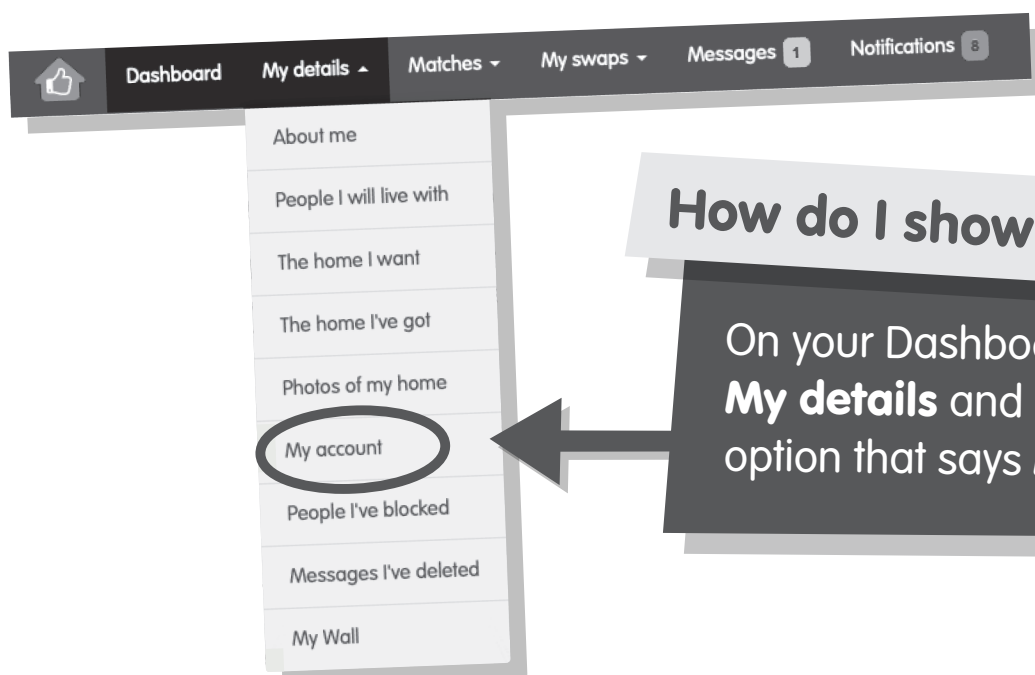 Dashboard My details Matches My swaps Messages 1 Notifications 8
About me
People I will live with
The home I want
The home I've got
Photos of my home
My account
People I've blocked
Messages I've deleted
My Wall
How do I show
On your
My details and
option that says